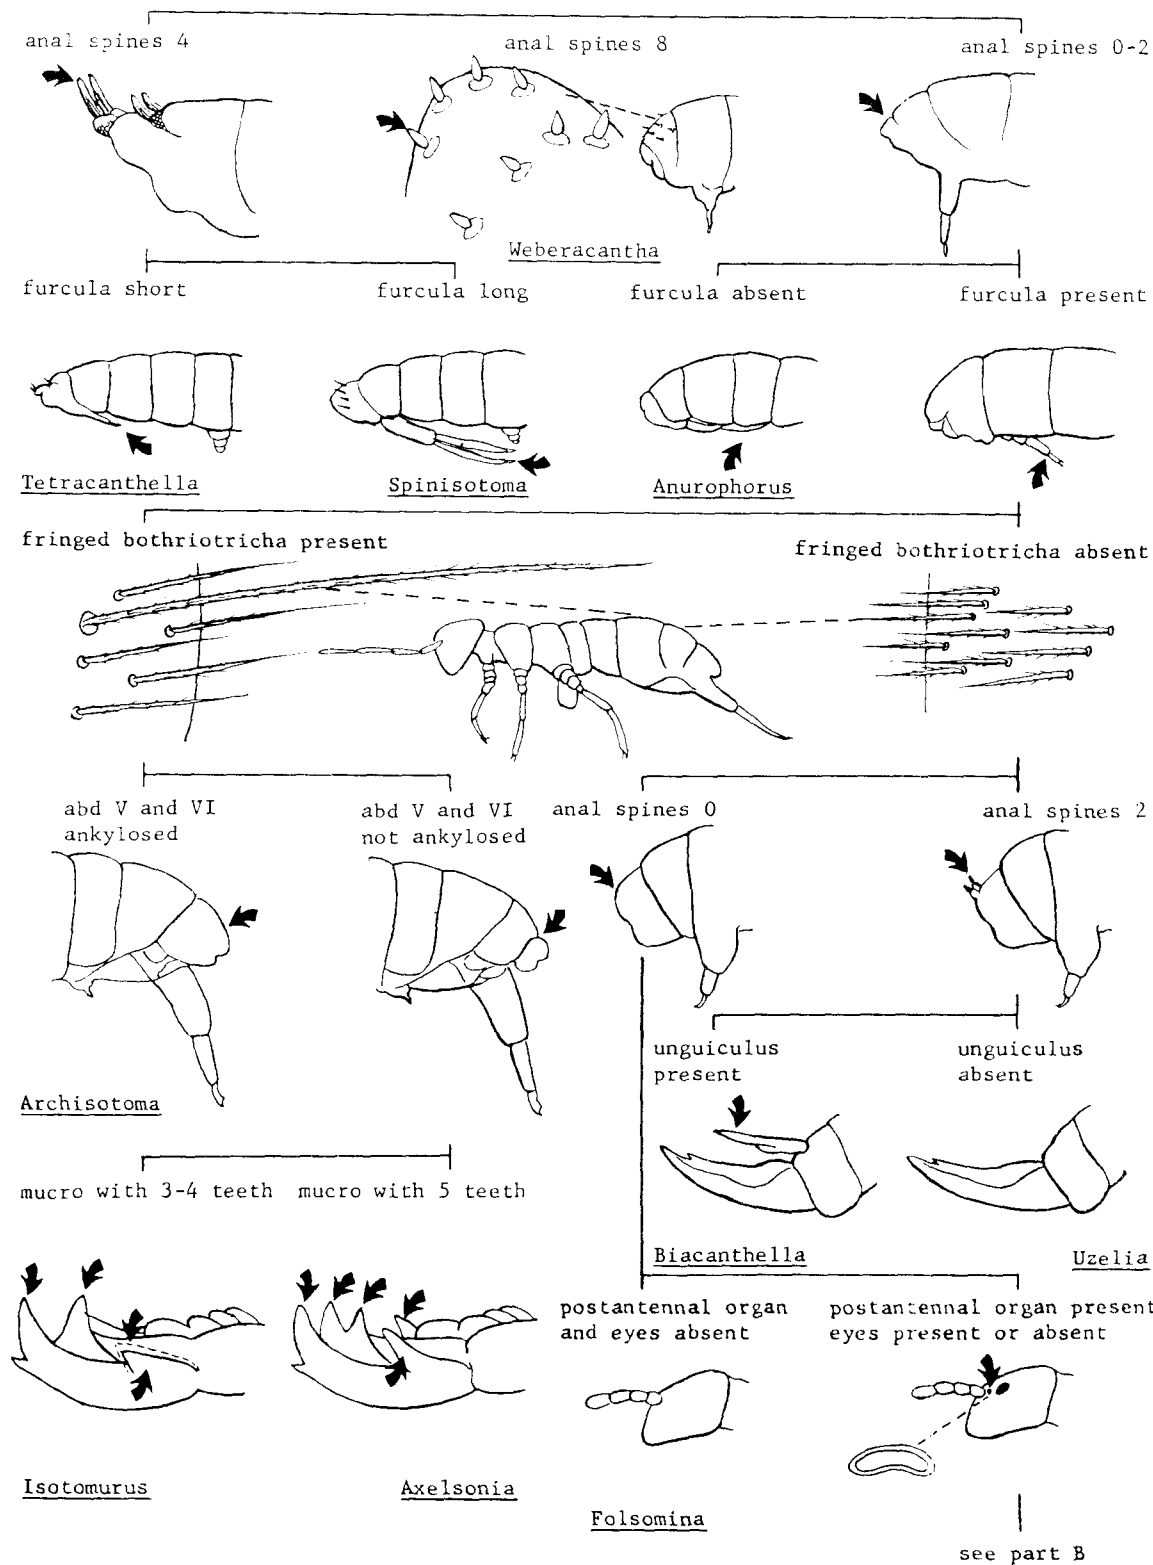 anal spines 4
anal spines 8
anal spines 0-2
Weberacantha
furcula short
furcula long
furcula absent
furcula present
Tetracanthella
Spinisotoma
Anurophorus
fringed bothriotricha present
fringed bothriotricha absent
abd V and VI
ankylosed
abd V and VI
not ankylosed
anal spines 0
anal spines 2
unguiculus
present
unguiculus
absent
Archisotoma
mucro with 3-4 teeth
mucro with 5 teeth
Biacanthella
Uzelia
postantennal organ
and eyes absent
postantennal organ present
eyes present or absent
Isotomurus
Axelsonia
Folsomina
see part B